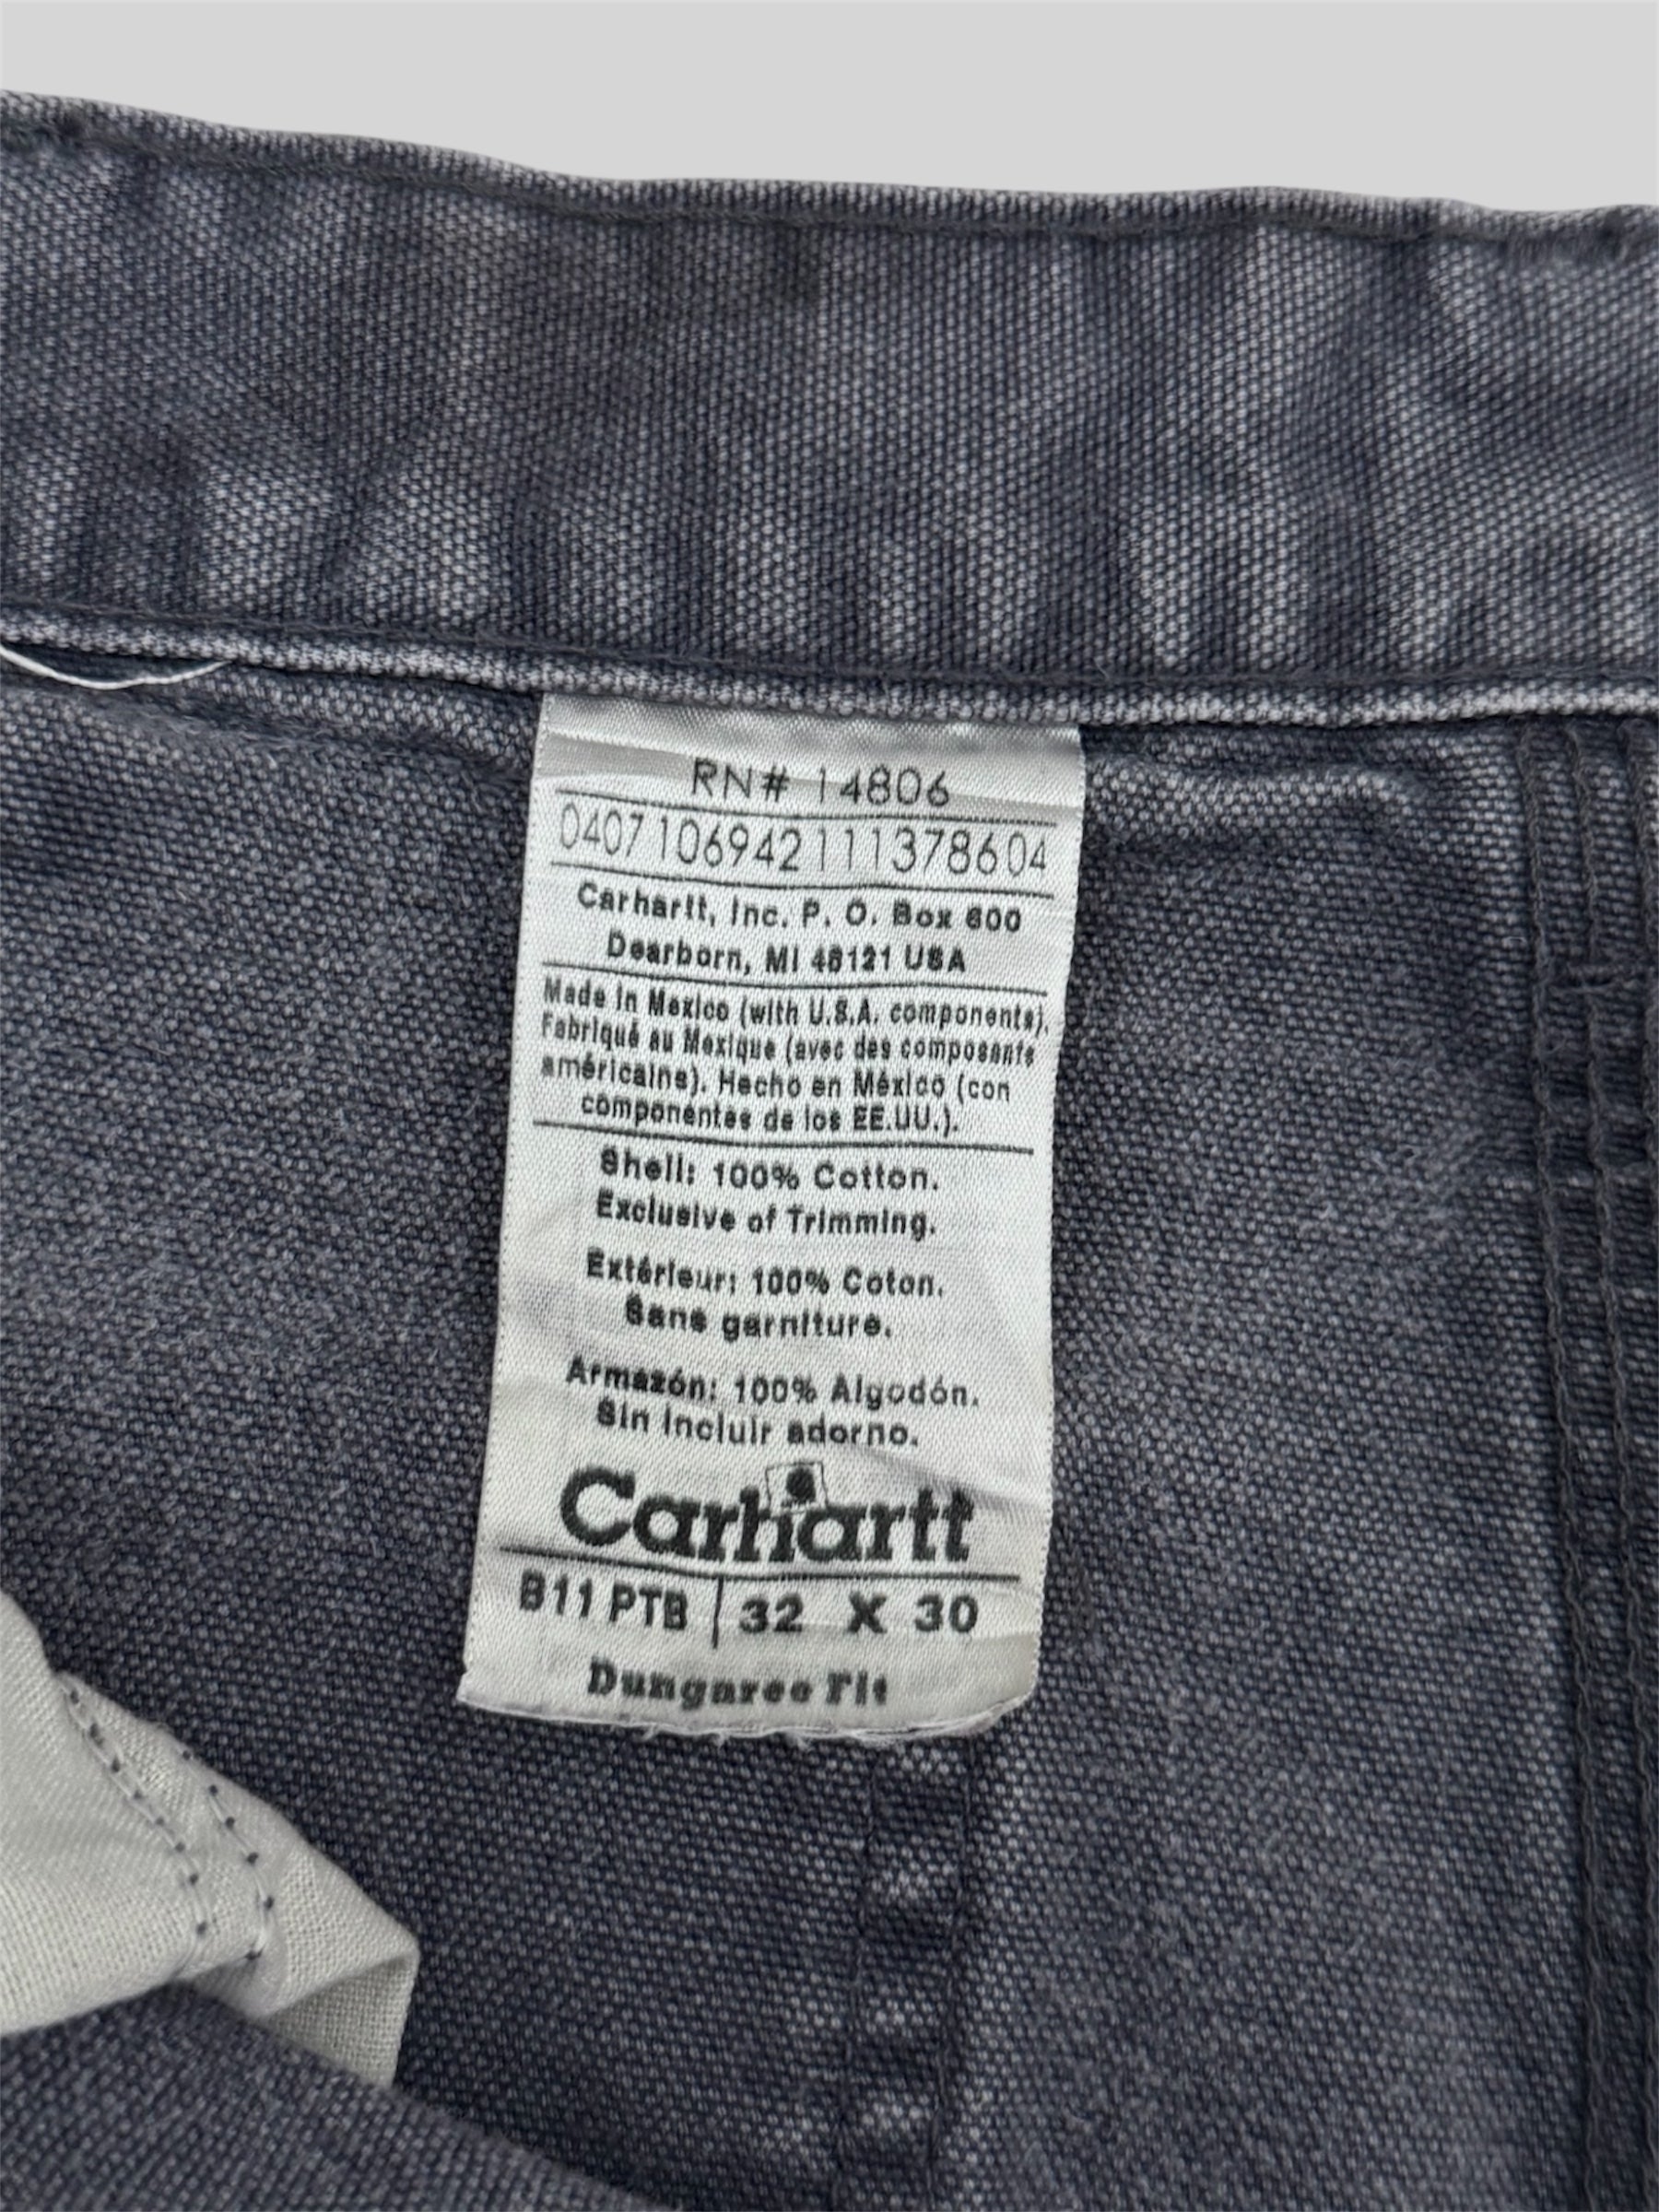 RN# 14806
0407106942111378604
Carhartt, Inc. P. O. Box 600
Dearborn, MI 48121 USA
Made in Mexico (with U.S.A. components).
Fabriqué au Mexique (avec des composants
américains). Hecho en México (con
componentes de los EE.UU.).
Shell: 100% Cotton.
Exclusive of Trimming.
Extérieur: 100% Coton.
Sans garniture.
Armazón: 100% Algodón.
Sin incluir adorno.
Carhartt
B11 PTB 32 X 30
Dungaree Fit